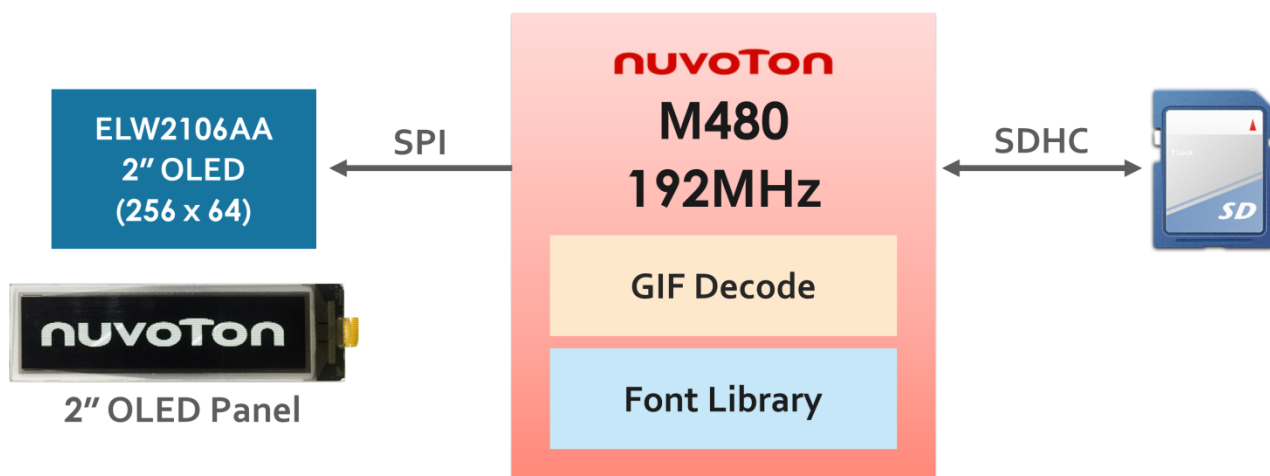 ELW2106AA
2” OLED
(256 x 64)
nuvoTon
2” OLED Panel
SPI
nuvoTon
M480
192MHz
GIF Decode
Font Library
SDHC
Lock
SD